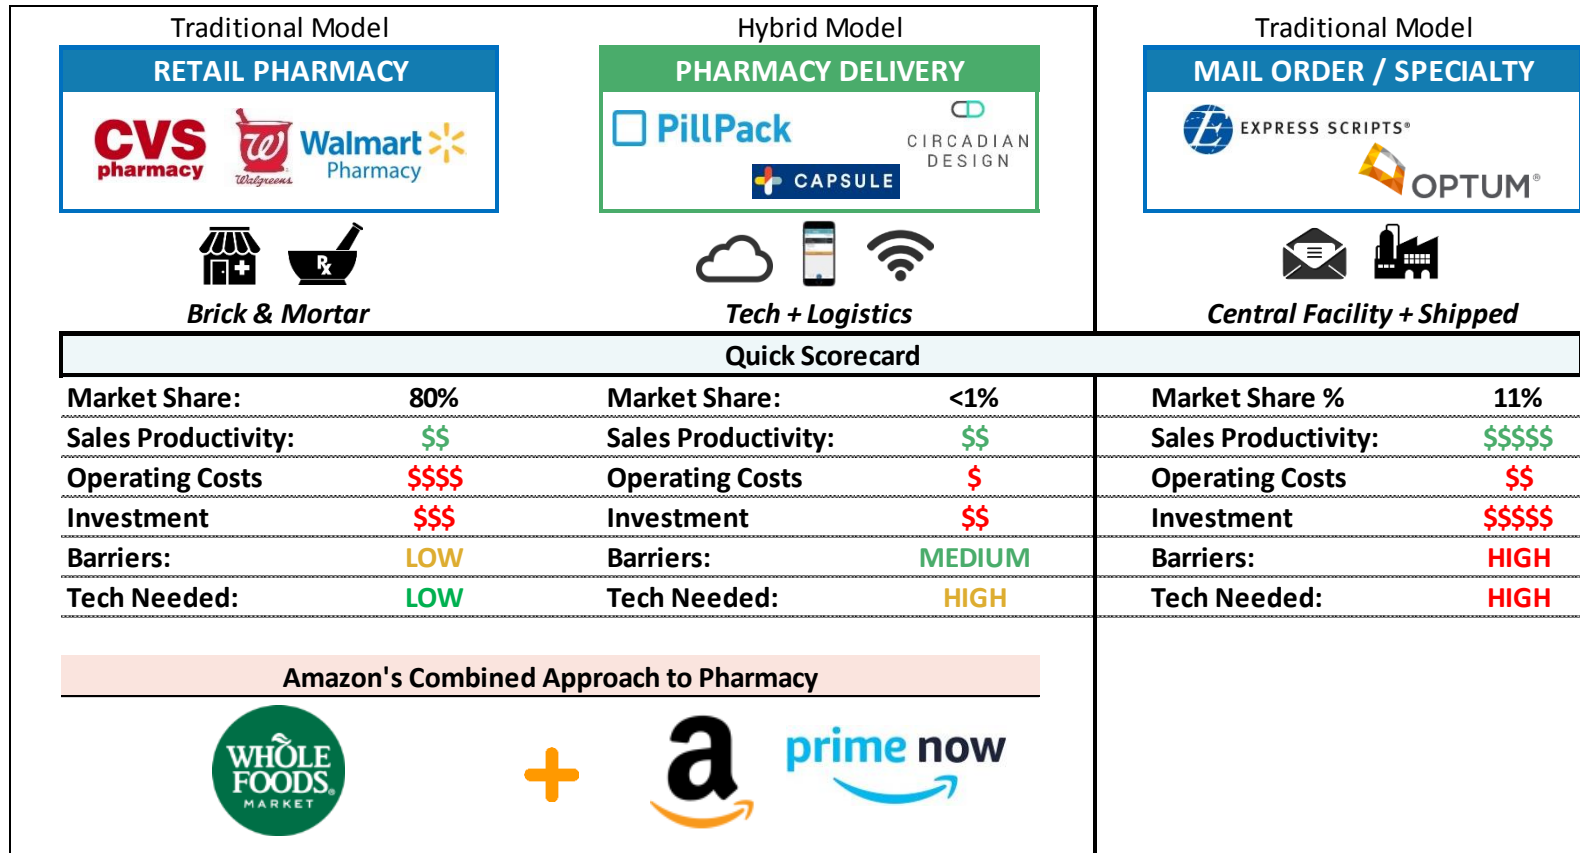 Traditional Model
RETAIL PHARMACY
CVS
pharmacy
W
Walgreens
Walmart
Pharmacy
Rx
Brick & Mortar
Hybrid Model
PHARMACY DELIVERY
PillPack
CIRCADIAN
DESIGN
CAPSULE
Tech + Logistics
Traditional Model
MAIL ORDER / SPECIALTY
E
EXPRESS SCRIPTS®
OPTUM®
Central Facility + Shipped
Quick Scorecard
Market Share: 80% Market Share: <1% Market Share % 11%
Sales Productivity: $$ Sales Productivity: $$ Sales Productivity: $$$$$
Operating Costs $$$$ Operating Costs $ Operating Costs $$
Investment $$$ Investment $$ Investment $$$$$
Barriers: LOW Barriers: MEDIUM Barriers: HIGH
Tech Needed: LOW Tech Needed: HIGH Tech Needed: HIGH
Amazon's Combined Approach to Pharmacy
WHOLE
FOODS®
MARKET
+
a
prime now